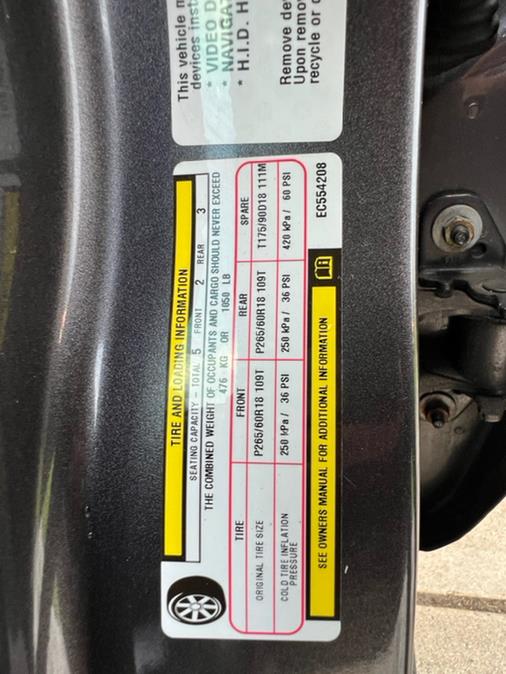 This vehicle m
devices inst
* VIDEO D
* NAVIGAT
* H.I.D. H
Remove de
Upon remov
recycle or d
TIRE AND LOADING INFORMATION
SEATING CAPACITY - TOTAL 5 FRONT 2 REAR 3
THE COMBINED WEIGHT OF OCCUPANTS AND CARGO SHOULD NEVER EXCEED
476 KG OR 1050 LB
TIRE FRONT REAR SPARE
ORIGINAL TIRE SIZE P265/60R18 109T P265/60R18 109T T175/90D18 111M
COLD TIRE INFLATION PRESSURE 250 kPa/ 36 PSI 250 kPa/ 36 PSI 420 kPa/ 60 PSI
SEE OWNERS MANUAL FOR ADDITIONAL INFORMATION
EC554208